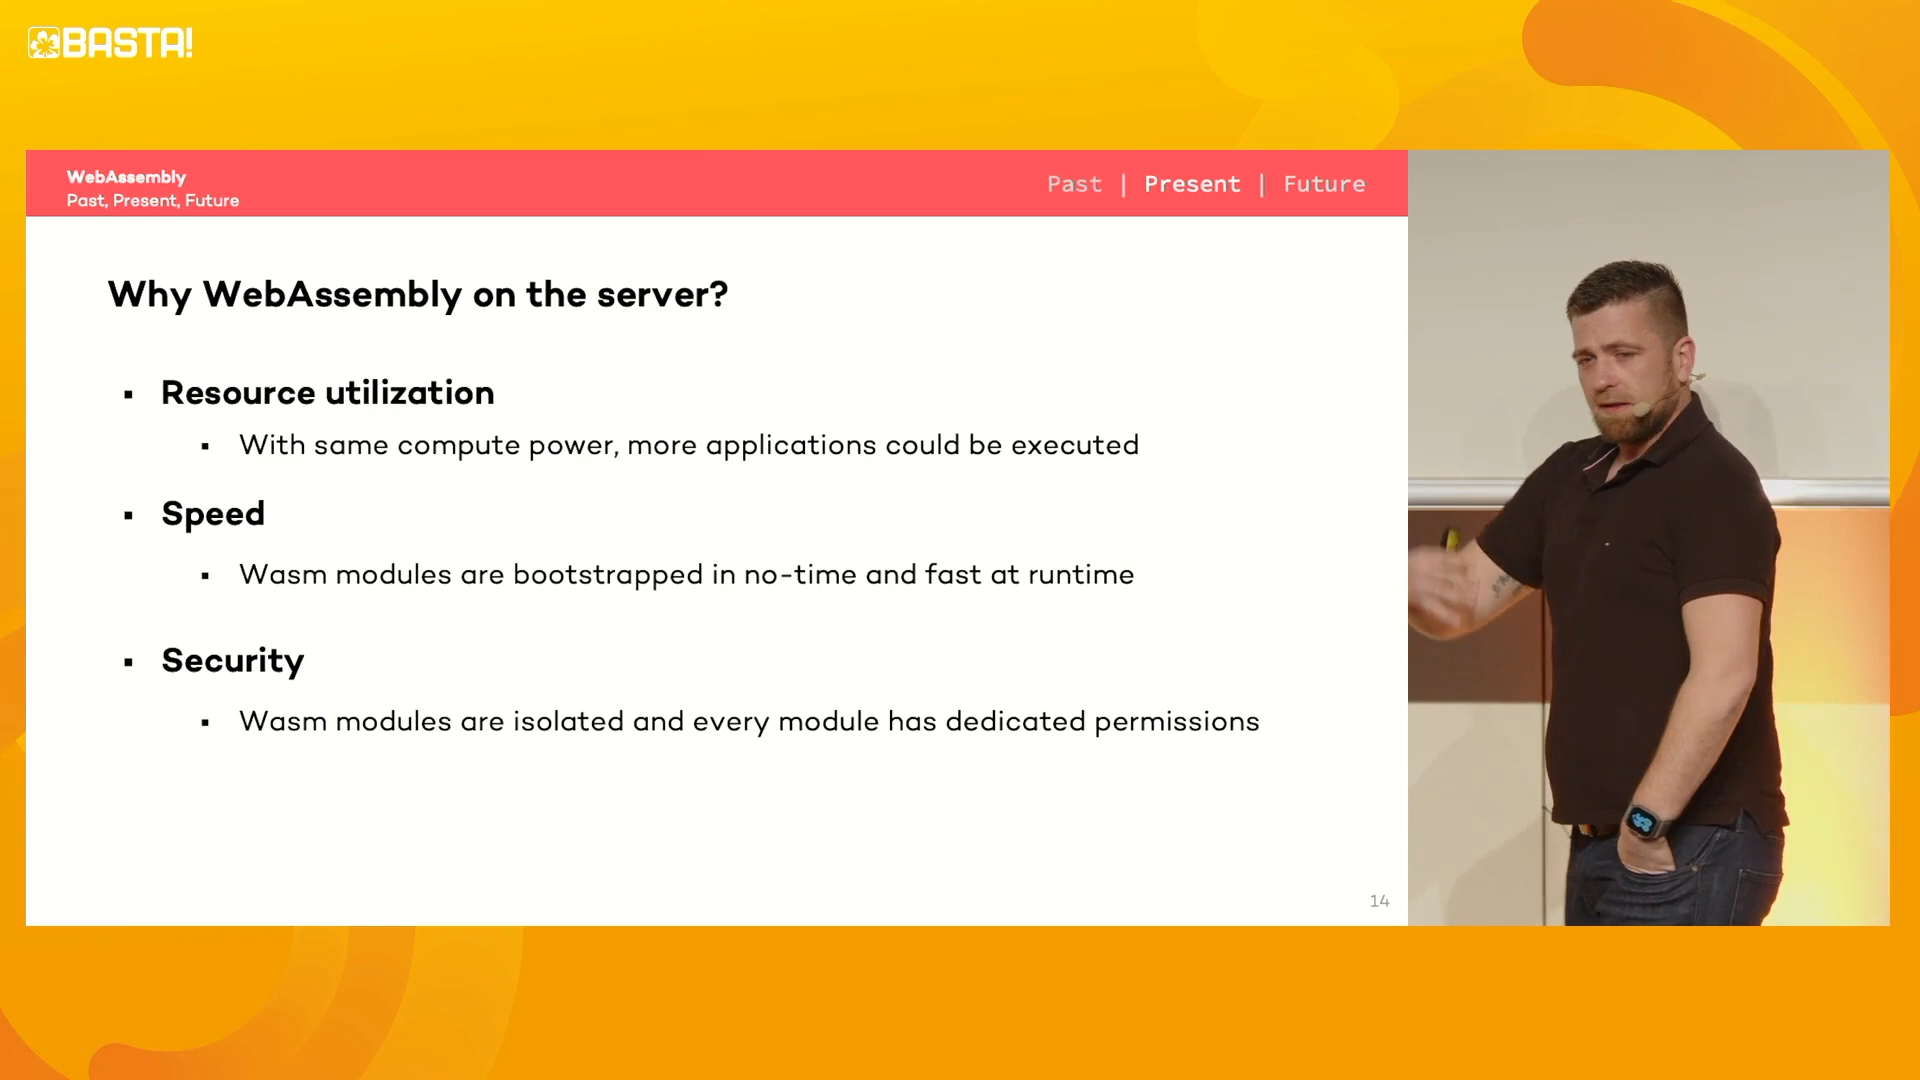 BASTA!
WebAssembly
Past, Present, Future
Past | Present | Future
Why WebAssembly on the server?
▪ Resource utilization
▪ With same compute power, more applications could be executed
▪ Speed
▪ Wasm modules are bootstrapped in no-time and fast at runtime
▪ Security
▪ Wasm modules are isolated and every module has dedicated permissions
14